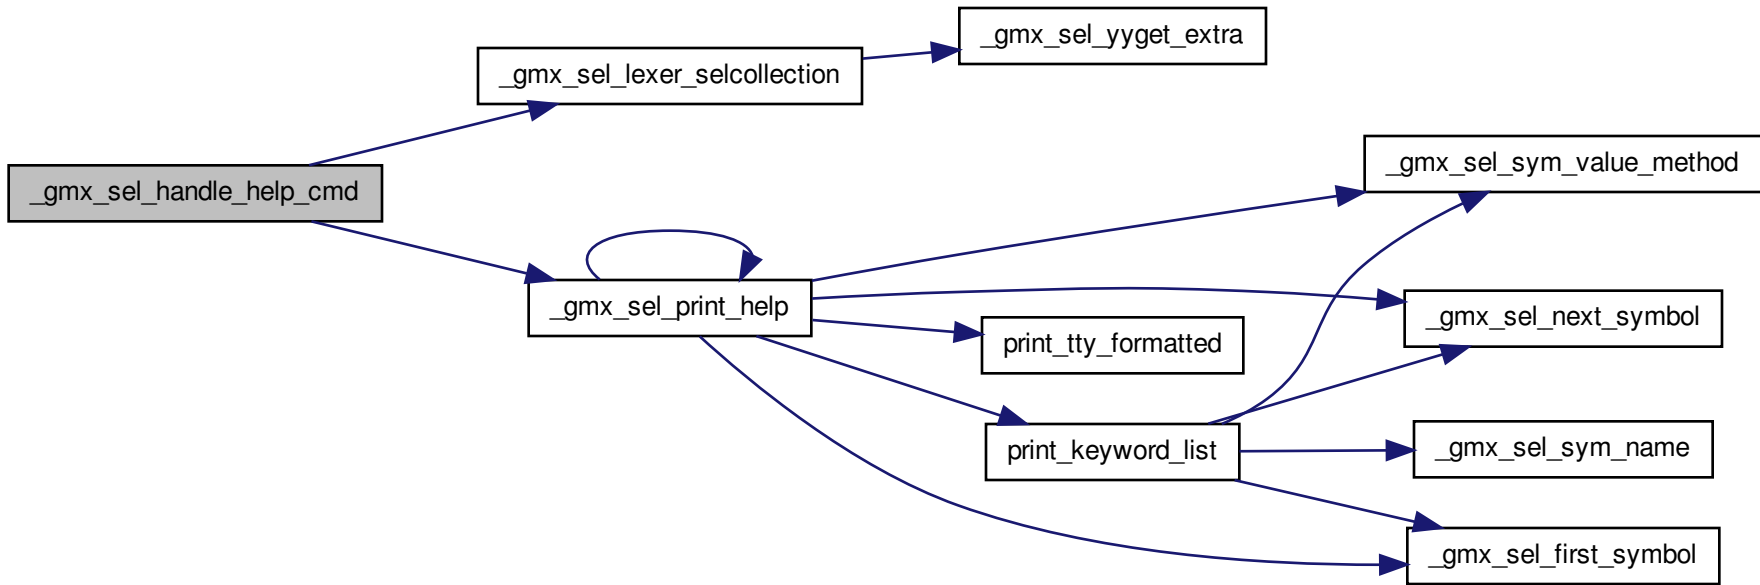 _gmx_sel_yyget_extra
_gmx_sel_lexer_selcollection
_gmx_sel_sym_value_method
_gmx_sel_handle_help_cmd
_gmx_sel_print_help
_gmx_sel_next_symbol
print_tty_formatted
print_keyword_list
_gmx_sel_sym_name
_gmx_sel_first_symbol